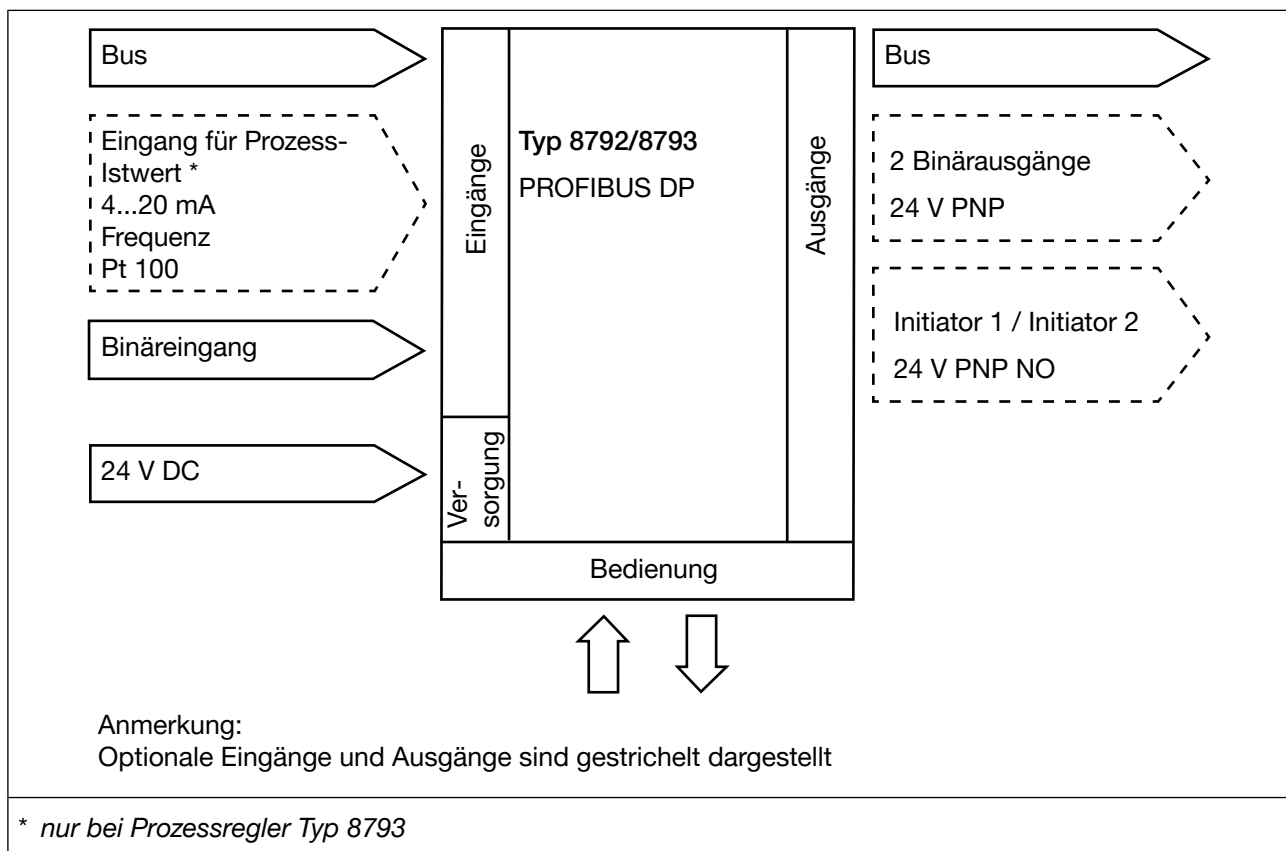 Bus
Eingang für Prozess-
Istwert *
4...20 mA
Frequenz
Pt 100
Binäreingang
24 V DC
Eingänge
Ver-
sorgung
Typ 8792/8793
PROFIBUS DP
Ausgänge
Bedienung
Bus
2 Binärausgänge
24 V PNP
Initiator 1 / Initiator 2
24 V PNP NO
Anmerkung:
Optionale Eingänge und Ausgänge sind gestrichelt dargestellt
* nur bei Prozessregler Typ 8793